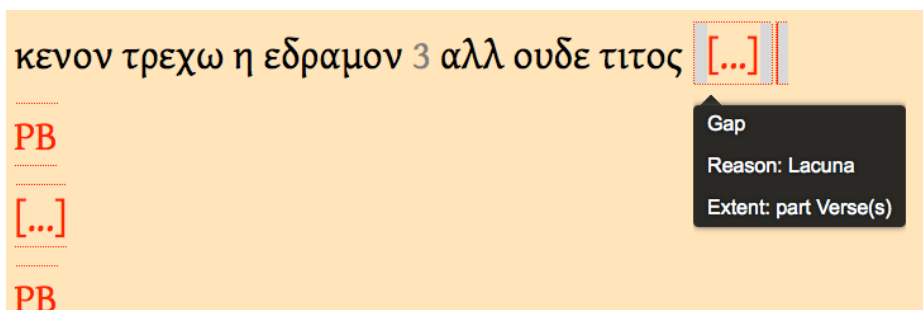 κενον τρεχω η εδραμον 3 αλλ ουδε τιτος [...]
Gap
Reason: Lacuna
Extent: part Verse(s)
PB
[...]
PB